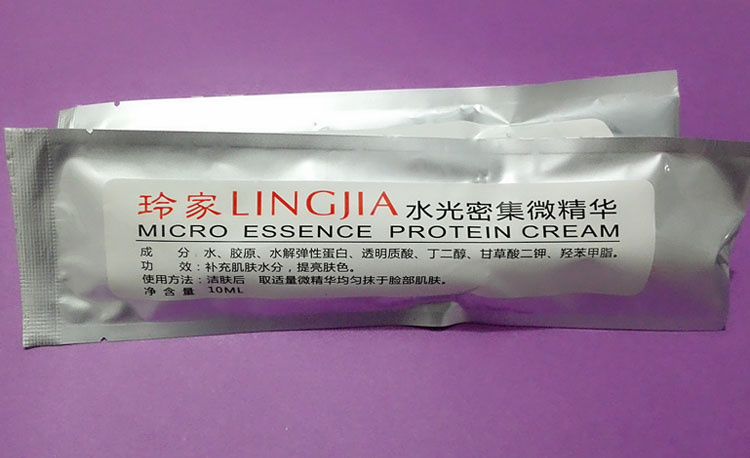 玲家LINGJIA水光密集微精华
MICRO ESSENCE PROTEIN CREAM
成 分:水、胶原、水解弹性蛋白、透明质酸、丁二醇、甘草酸二钾、羟苯甲脂。
功 效:补充肌肤水分,提亮肤色。
使用方法:洁肤后 取适量微精华均匀抹于脸部肌肤。
净含量 10ML